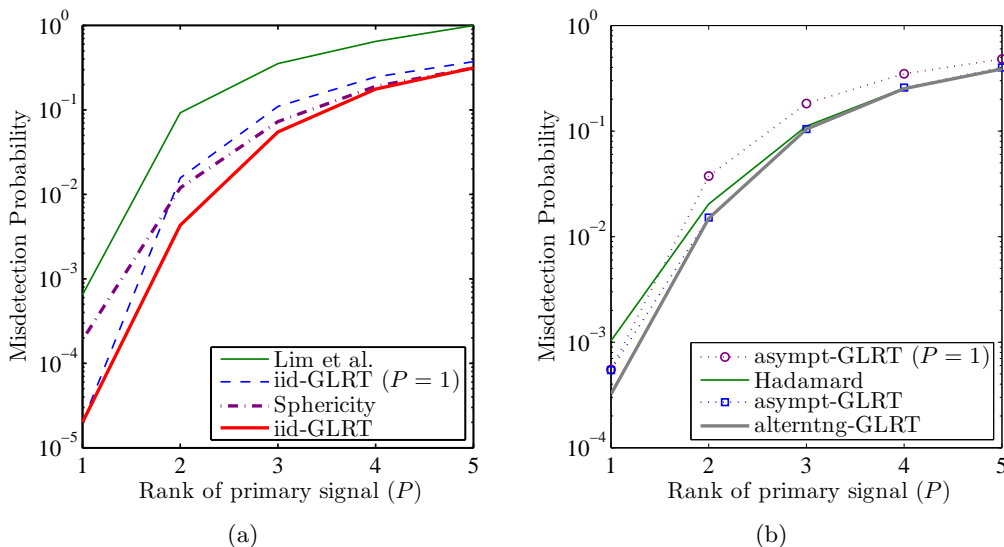 10^0
10^-1
10^-2
10^-3
10^-4
10^-5
Misdetection Probability
Lim et al.
iid-GLRT (P = 1)
Sphericity
iid-GLRT
1 2 3 4 5
Rank of primary signal (P)
(a)
10^0
10^-1
10^-2
10^-3
10^-4
Misdetection Probability
asympt-GLRT (P = 1)
Hadamard
asympt-GLRT
alterntng-GLRT
1 2 3 4 5
Rank of primary signal (P)
(b)